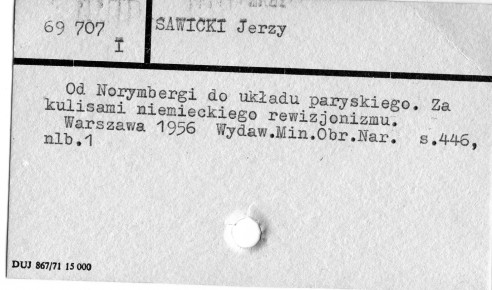 69 707
I
SAWICKI Jerzy
Od Norymbergi do układu paryskiego. Za
kulisami niemieckiego rewizjonizmu.
Warszawa 1956 Wydaw.Min.Obr.Nar. s.446,
nlb.1
DUJ 867/71 15 000